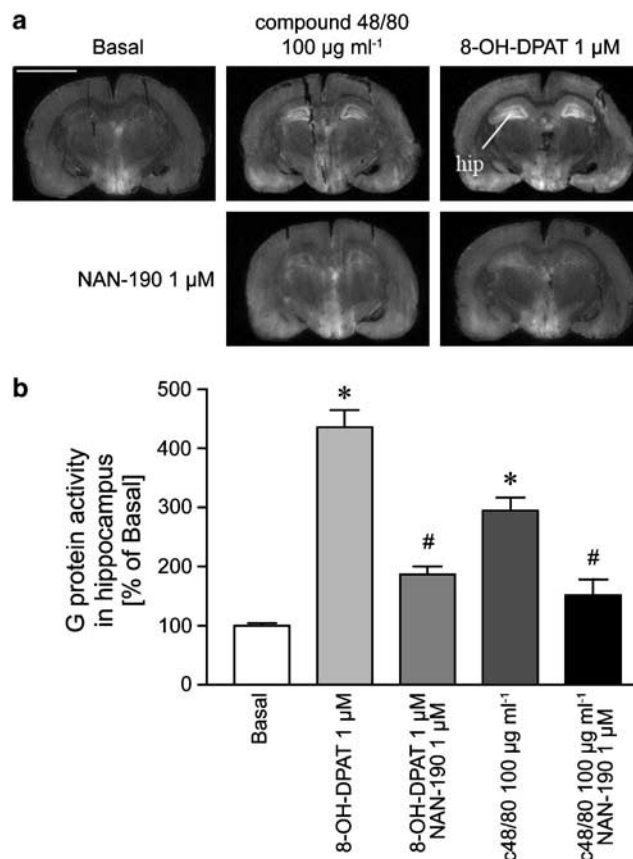 a
Basal
compound 48/80
100 µg ml⁻¹
8-OH-DPAT 1 µM
hip
NAN-190 1 µM
b
G protein activity
in hippocampus
[% of Basal]
500
400
300
200
100
0
*
#
*
#
Basal
8-OH-DPAT 1 µM
8-OH-DPAT 1 µM
NAN-190 1 µM
c48/80 100 µg ml⁻¹
c48/80 100 µg ml⁻¹
NAN-190 1 µM